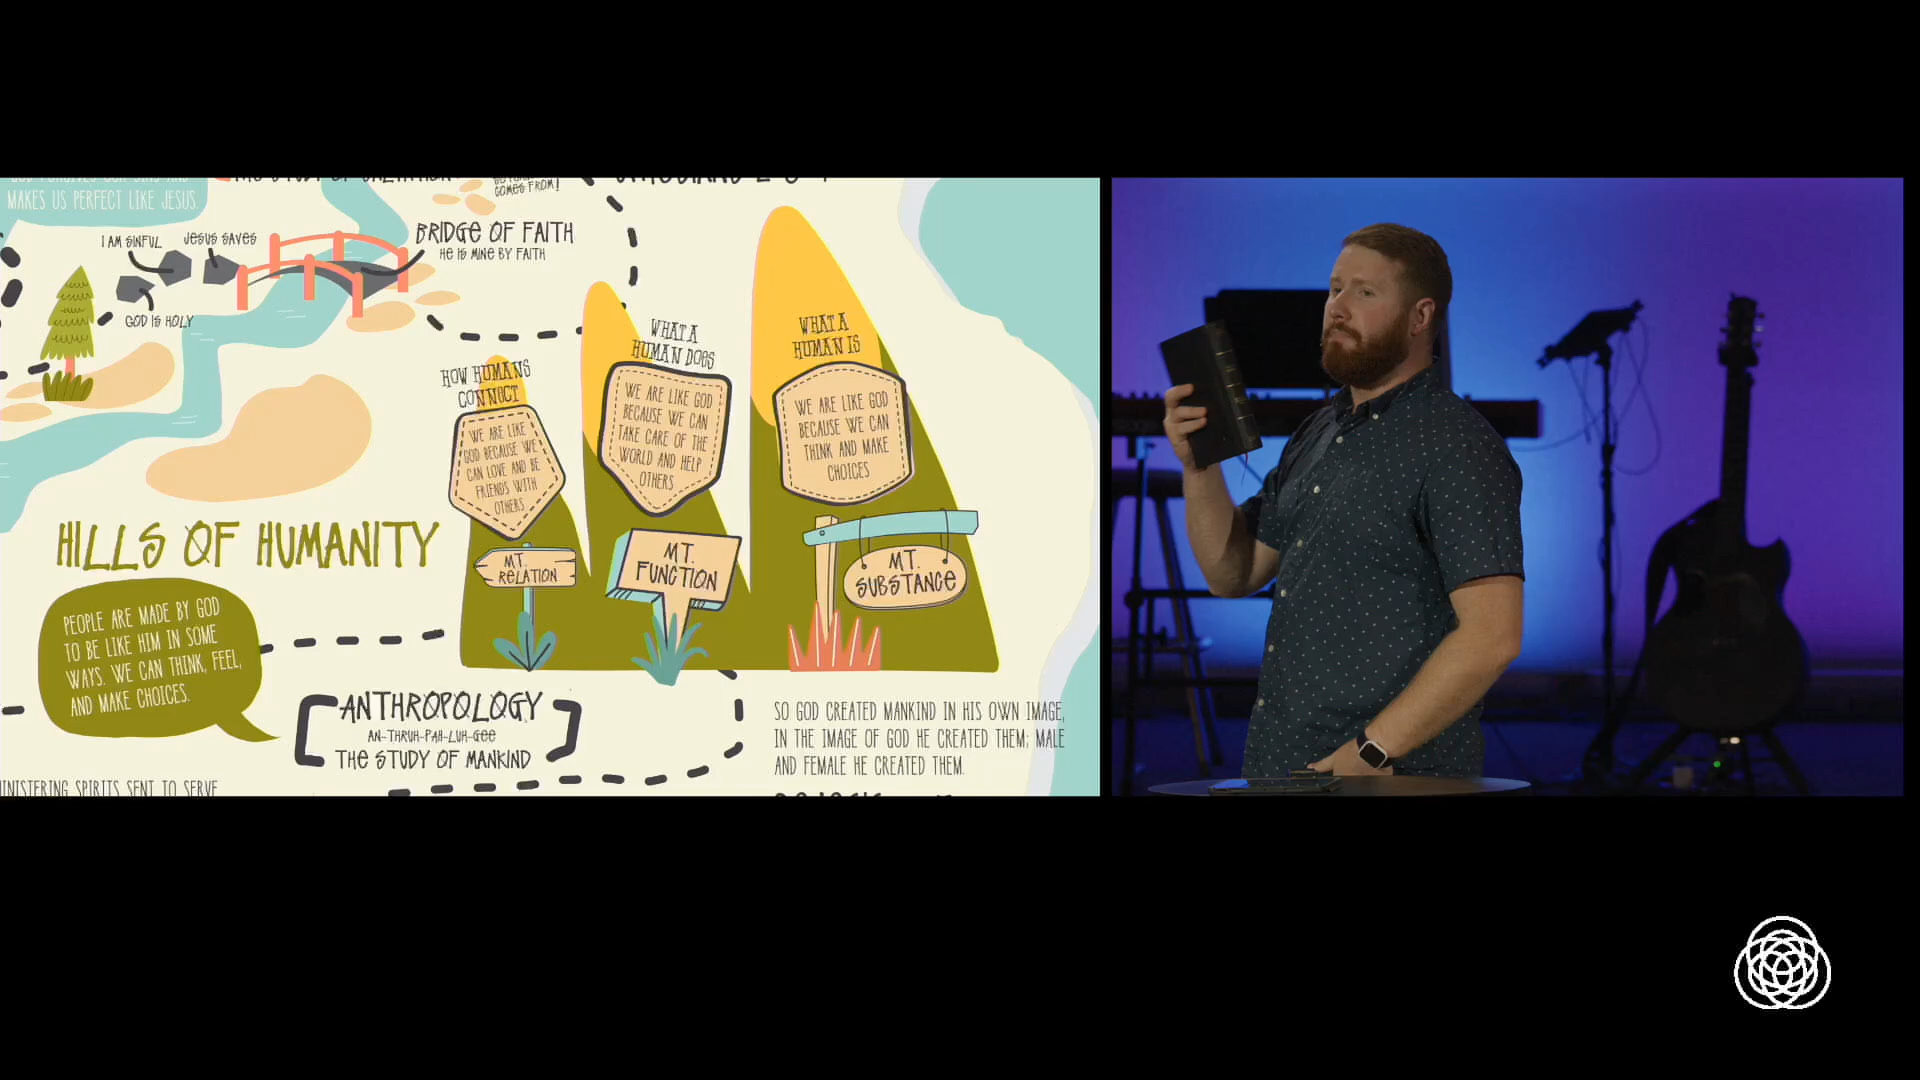 MAKES US PERFECT LIKE JESUS.
COMES FROM!
I AM SINFUL
JESUS SAVES
GOD IS HOLY
BRIDGE OF FAITH
HE IS MINE BY FAITH
HOW HUMANS
CONNECT
WE ARE LIKE
GOD BECAUSE WE
CAN LOVE AND BE
FRIENDS WITH
OTHERS
MT.
RELATION
WHAT A
HUMAN DOES
WE ARE LIKE GOD
BECAUSE WE CAN
TAKE CARE OF THE
WORLD AND HELP
OTHERS
MT.
FUNCTION
WHAT A
HUMAN IS
WE ARE LIKE GOD
BECAUSE WE CAN
THINK AND MAKE
CHOICES
MT.
SUBSTANCE
HILLS OF HUMANITY
PEOPLE ARE MADE BY GOD
TO BE LIKE HIM IN SOME
WAYS. WE CAN THINK, FEEL,
AND MAKE CHOICES.
[ANTHROPOLOGY]
AN-THRUH-PAH-LUH-GEE
THE STUDY OF MANKIND
SO GOD CREATED MANKIND IN HIS OWN IMAGE,
IN THE IMAGE OF GOD HE CREATED THEM; MALE
AND FEMALE HE CREATED THEM.
SPIRITS SENT TO SERVE